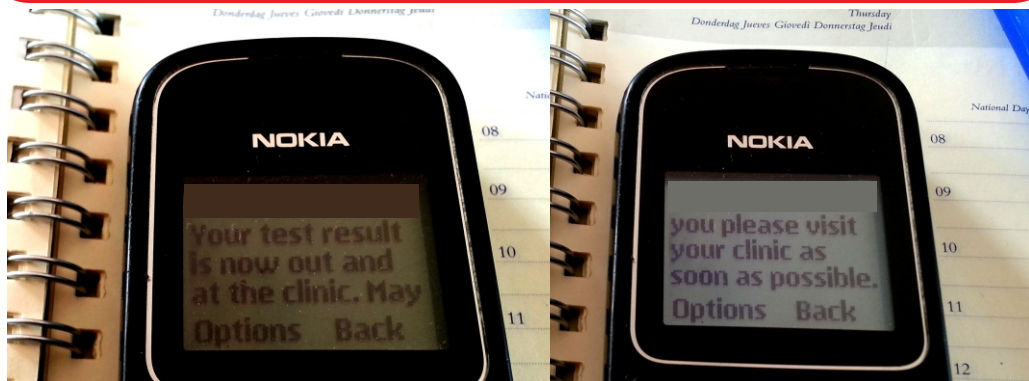 Donderdag Jueves Giovedi Donnerstag Jeudi
NOKIA
08
09
10
11
Your test result
is now out and
at the clinic. May
Options Back
Thursday
Donderdag Jueves Giovedi Donnerstag Jeudi
National Day
NOKIA
08
09
10
11
12
you please visit
your clinic as
soon as possible.
Options Back